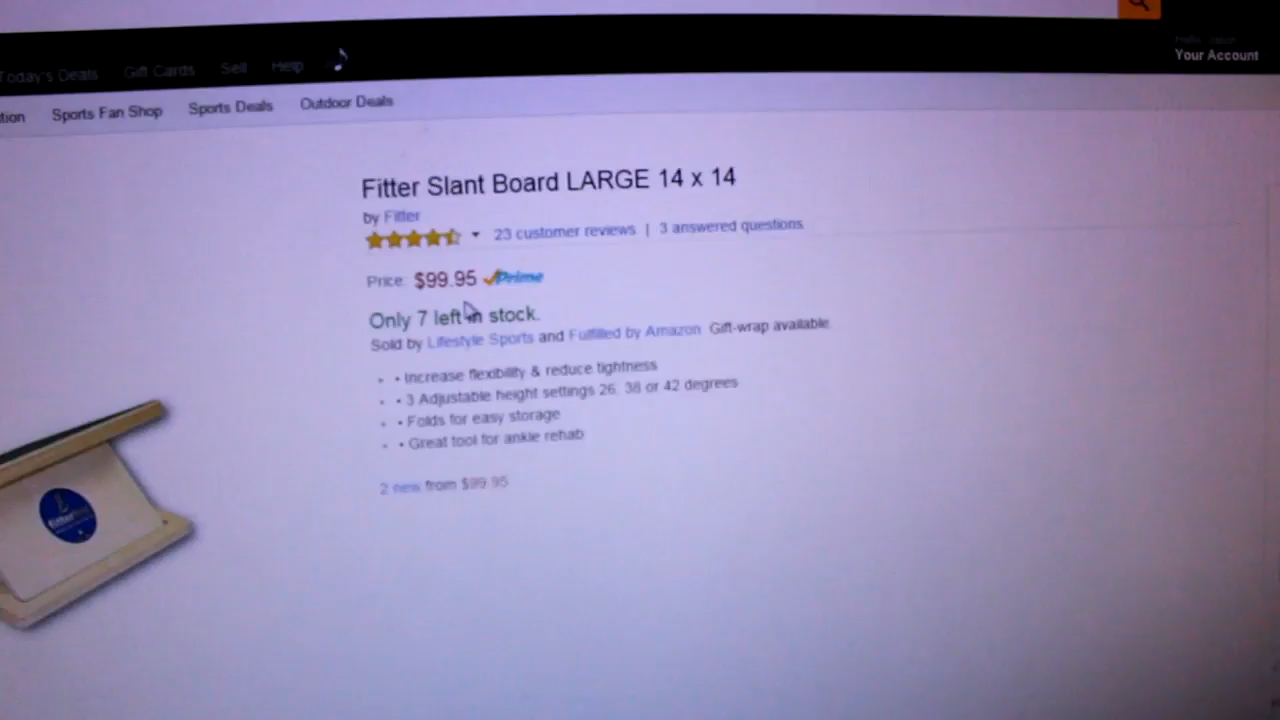 Today's Deals Gift Cards Sell Help
Your Account
tion Sports Fan Shop Sports Deals Outdoor Deals
Fitter Slant Board LARGE 14 x 14
by Fitter
23 customer reviews | 3 answered questions
Price: $99.95 Prime
Only 7 left in stock.
Sold by Lifestyle Sports and Fulfilled by Amazon. Gift-wrap available.
• Increase flexibility & reduce tightness
• 3 Adjustable height settings 26, 38 or 42 degrees
• Folds for easy storage
• Great tool for ankle rehab
2 new from $99.95